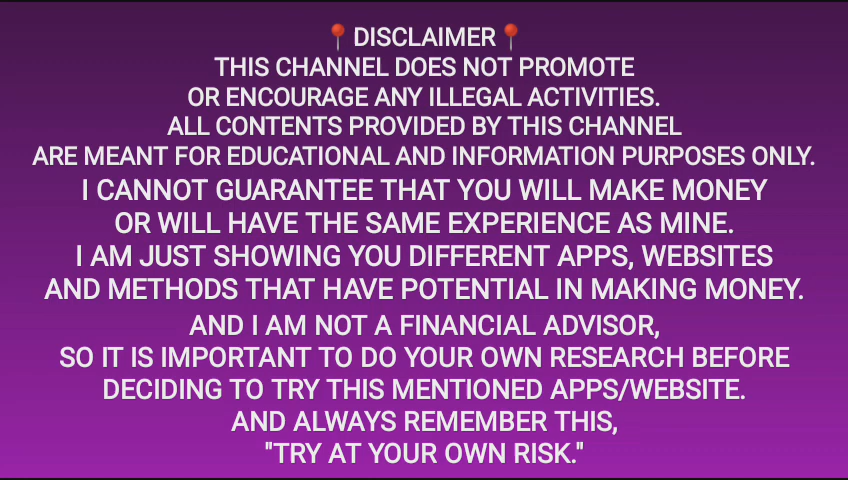 📍DISCLAIMER📍
THIS CHANNEL DOES NOT PROMOTE
OR ENCOURAGE ANY ILLEGAL ACTIVITIES.
ALL CONTENTS PROVIDED BY THIS CHANNEL
ARE MEANT FOR EDUCATIONAL AND INFORMATION PURPOSES ONLY.
I CANNOT GUARANTEE THAT YOU WILL MAKE MONEY
OR WILL HAVE THE SAME EXPERIENCE AS MINE.
I AM JUST SHOWING YOU DIFFERENT APPS, WEBSITES
AND METHODS THAT HAVE POTENTIAL IN MAKING MONEY.
AND I AM NOT A FINANCIAL ADVISOR,
SO IT IS IMPORTANT TO DO YOUR OWN RESEARCH BEFORE
DECIDING TO TRY THIS MENTIONED APPS/WEBSITE.
AND ALWAYS REMEMBER THIS,
"TRY AT YOUR OWN RISK."